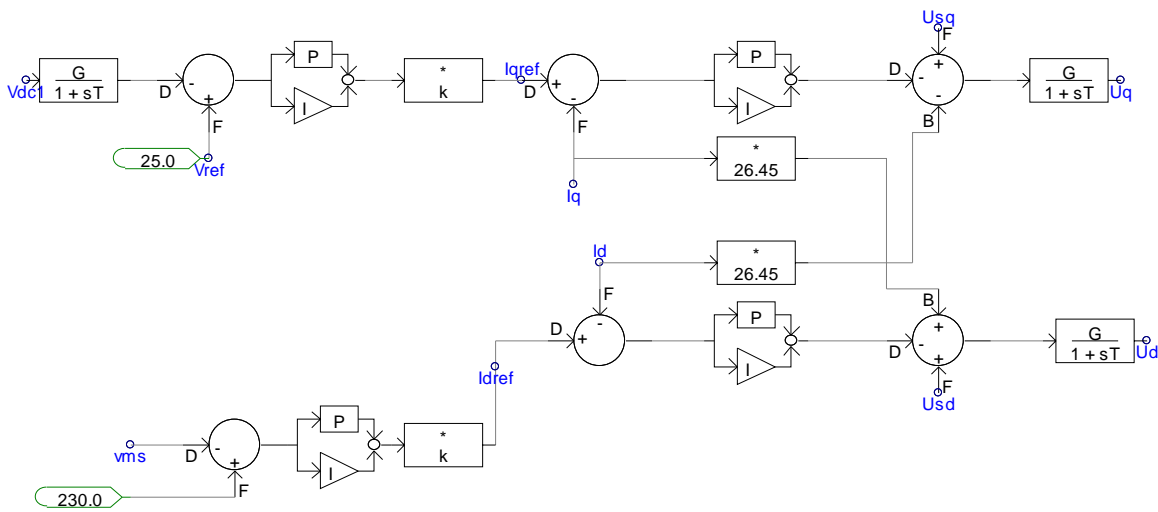 Usq
F
G
1 + sT
Vdc1
D
-
+
F
P
I
*
k
Iqref
D
+
-
F
P
I
D
-
+
-
B
G
1 + sT
Uq
25.0
Vref
*
26.45
Iq
Id
*
26.45
F
-
D
+
P
I
B
+
-
+
D
F
Usd
G
1 + sT
Ud
Idref
vms
D
-
+
F
P
I
*
k
230.0